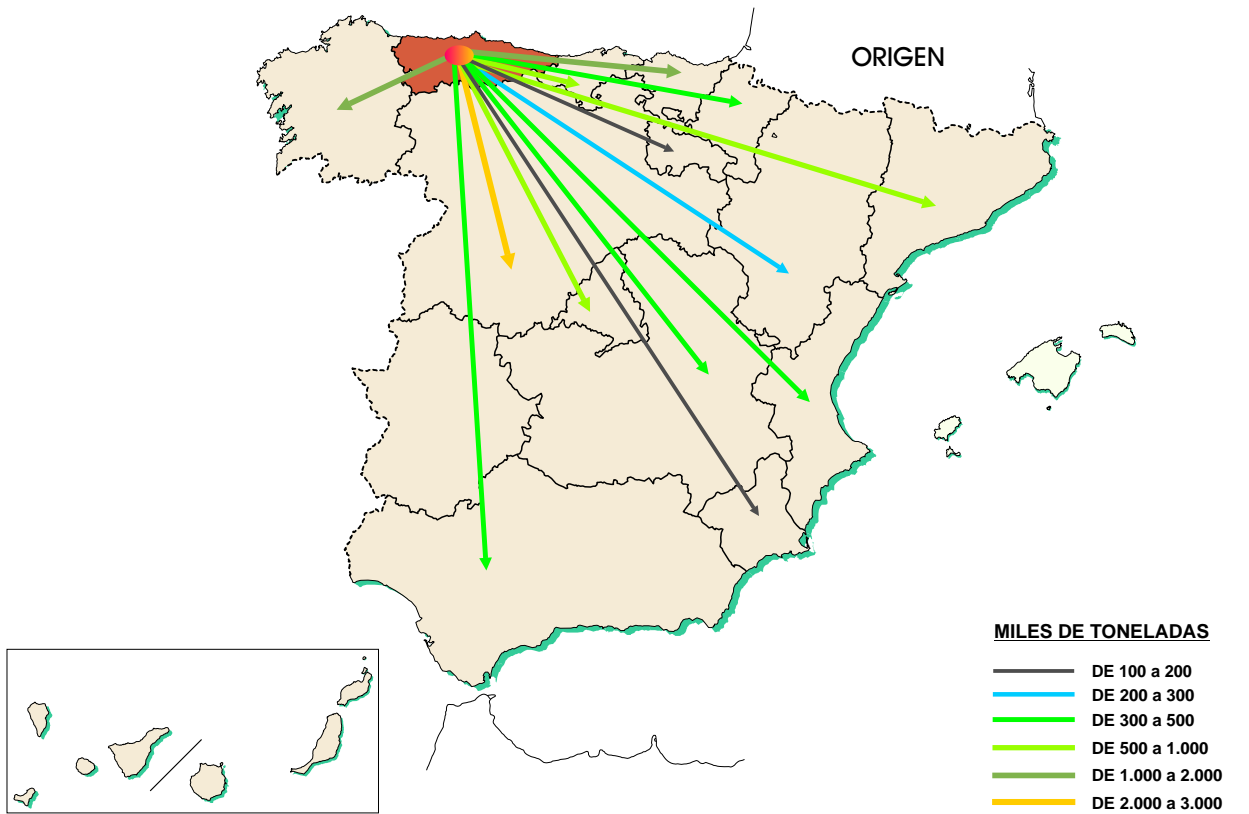 ORIGEN
MILES DE TONELADAS
DE 100 a 200
DE 200 a 300
DE 300 a 500
DE 500 a 1.000
DE 1.000 a 2.000
DE 2.000 a 3.000